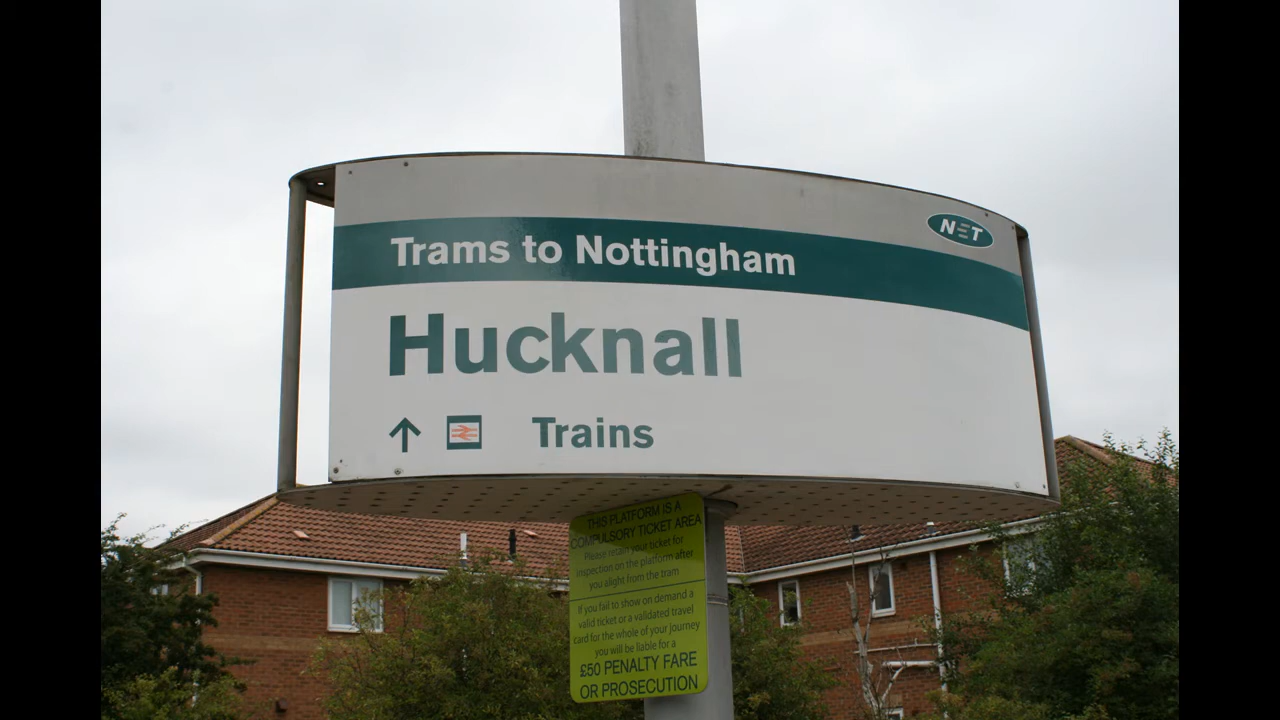 NET
Trams to Nottingham
Hucknall
Trains
THIS PLATFORM IS A
COMPULSORY TICKET AREA
Please retain your ticket for
inspection on the platform after
you alight from the tram
If you fail to show on demand a
valid ticket or a validated travel
card for the whole of your journey
you will be liable for a
£50 PENALTY FARE
OR PROSECUTION